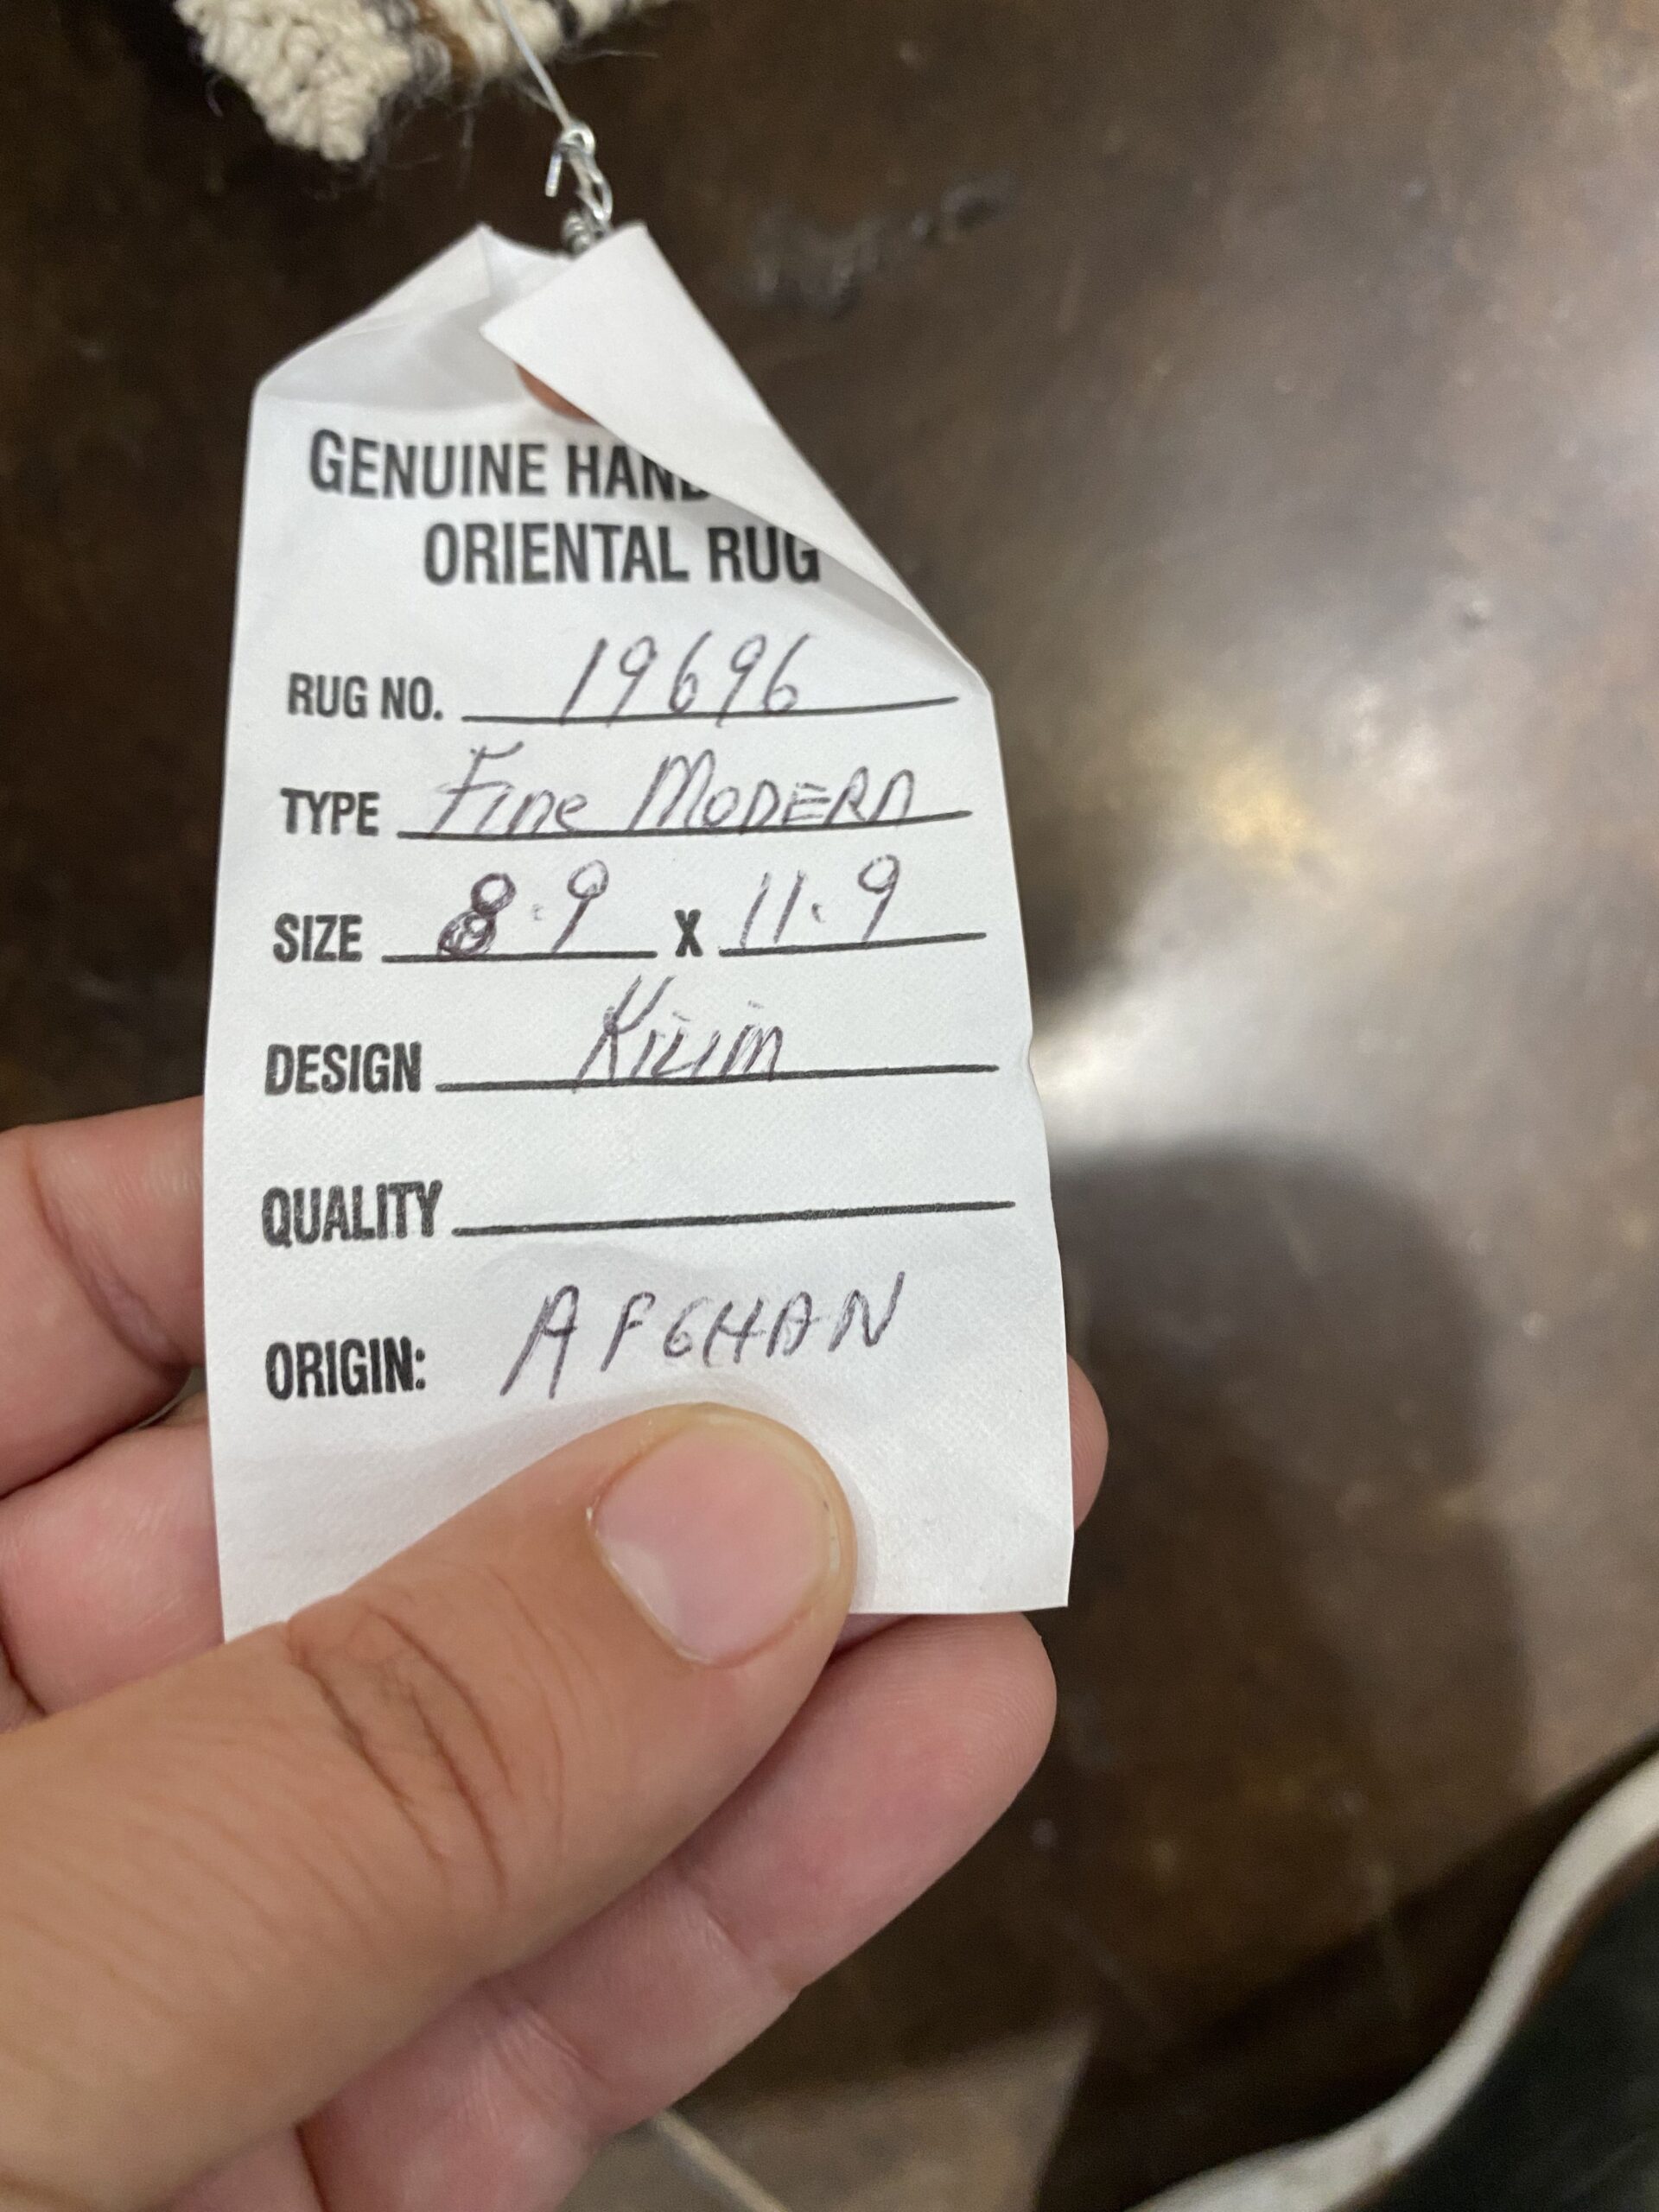 GENUINE HAND
ORIENTAL RUG
RUG NO. 19696
TYPE Fine MODERN
SIZE 8.9 X 11.9
DESIGN Kilim
QUALITY
ORIGIN: AFGHAN